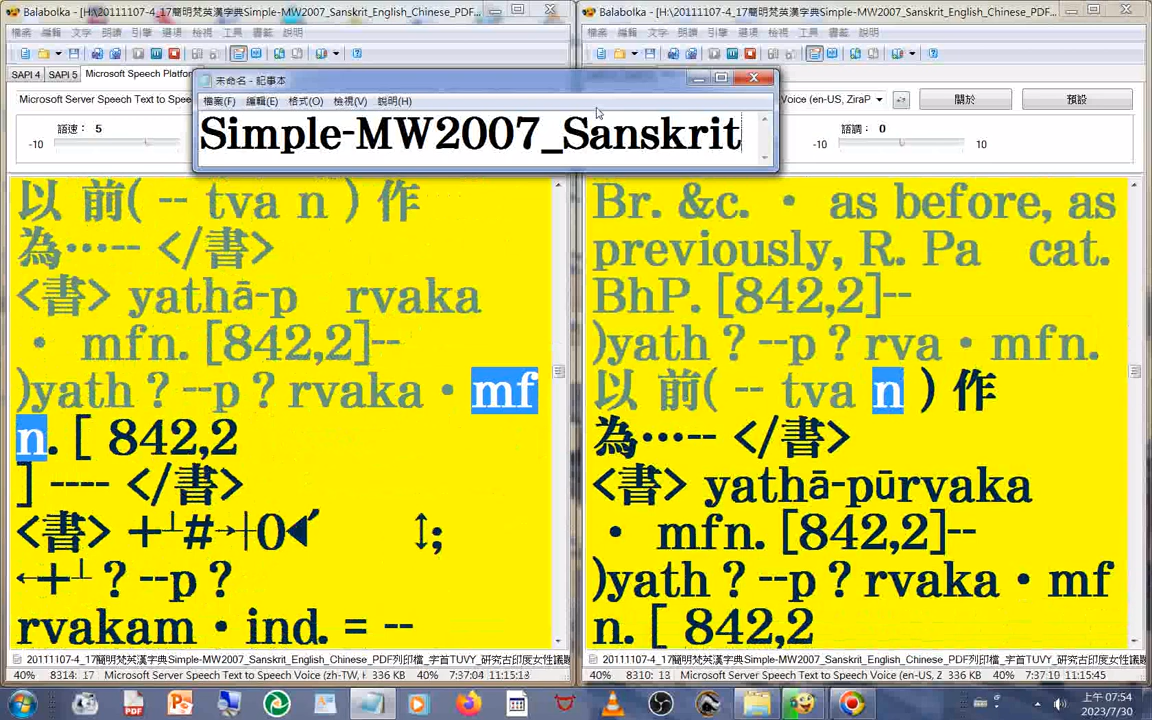 Balabolka - [H:\20111107-4_17簡明梵英漢字典Simple-MW2007_Sanskrit_English_Chinese_PDF...
檔案 編輯 文字 朗讀 引擎 選項 檢視 工具 書籤 說明
SAPI 4 SAPI 5 Microsoft Speech Platfo
Microsoft Server Speech Text to Spee
語速： 5
-10
Balabolka - [H:\20111107-4_17簡明梵英漢字典Simple-MW2007_Sanskrit_English_Chinese_PDF...
檔案 編輯 文字 朗讀 引擎 選項 檢視 工具 書籤 說明
Voice (en-US, ZiraP
關於
預設
語調： 0
-10
10
未命名 - 記事本
檔案(F) 編輯(E) 格式(O) 檢視(V) 說明(H)
Simple-MW2007_Sanskrit
以 前( -- tva n ) 作
為…-- </書>
<書> yathā-p rvaka
• mfn. [842,2]--
)yath？--p？rvaka • mf
n. [ 842,2
] ---- </書>
<書> +┴#→┼0◀ˊ ↕;
←+┴？--p？
rvakam • ind. = --
Br. &c. • as before, as
previously, R. Pa cat.
BhP. [842,2]--
)yath？--p？rva • mfn.
以 前( -- tva n ) 作
為…-- </書>
<書> yathā-pūrvaka
• mfn. [842,2]--
)yath？--p？rvaka • mf
n. [ 842,2
20111107-4_17簡明梵英漢字典Simple-MW2007_Sanskrit_English_Chinese_PDF列印檔_字首TUVY_研究古印度女性議題
40% 8314: 17 Microsoft Server Speech Text to Speech Voice (zh-TW, H 336 KB 7:37:04 11:15:13
20111107-4_17簡明梵英漢字典Simple-MW2007_Sanskrit_English_Chinese_PDF列印檔_字首TUVY_研究古印度女性議
40% 8310: 13 Microsoft Server Speech Text to Speech Voice (en-US, Z 336 KB 7:37:10 11:15:45
上午 07:54
2023/7/30